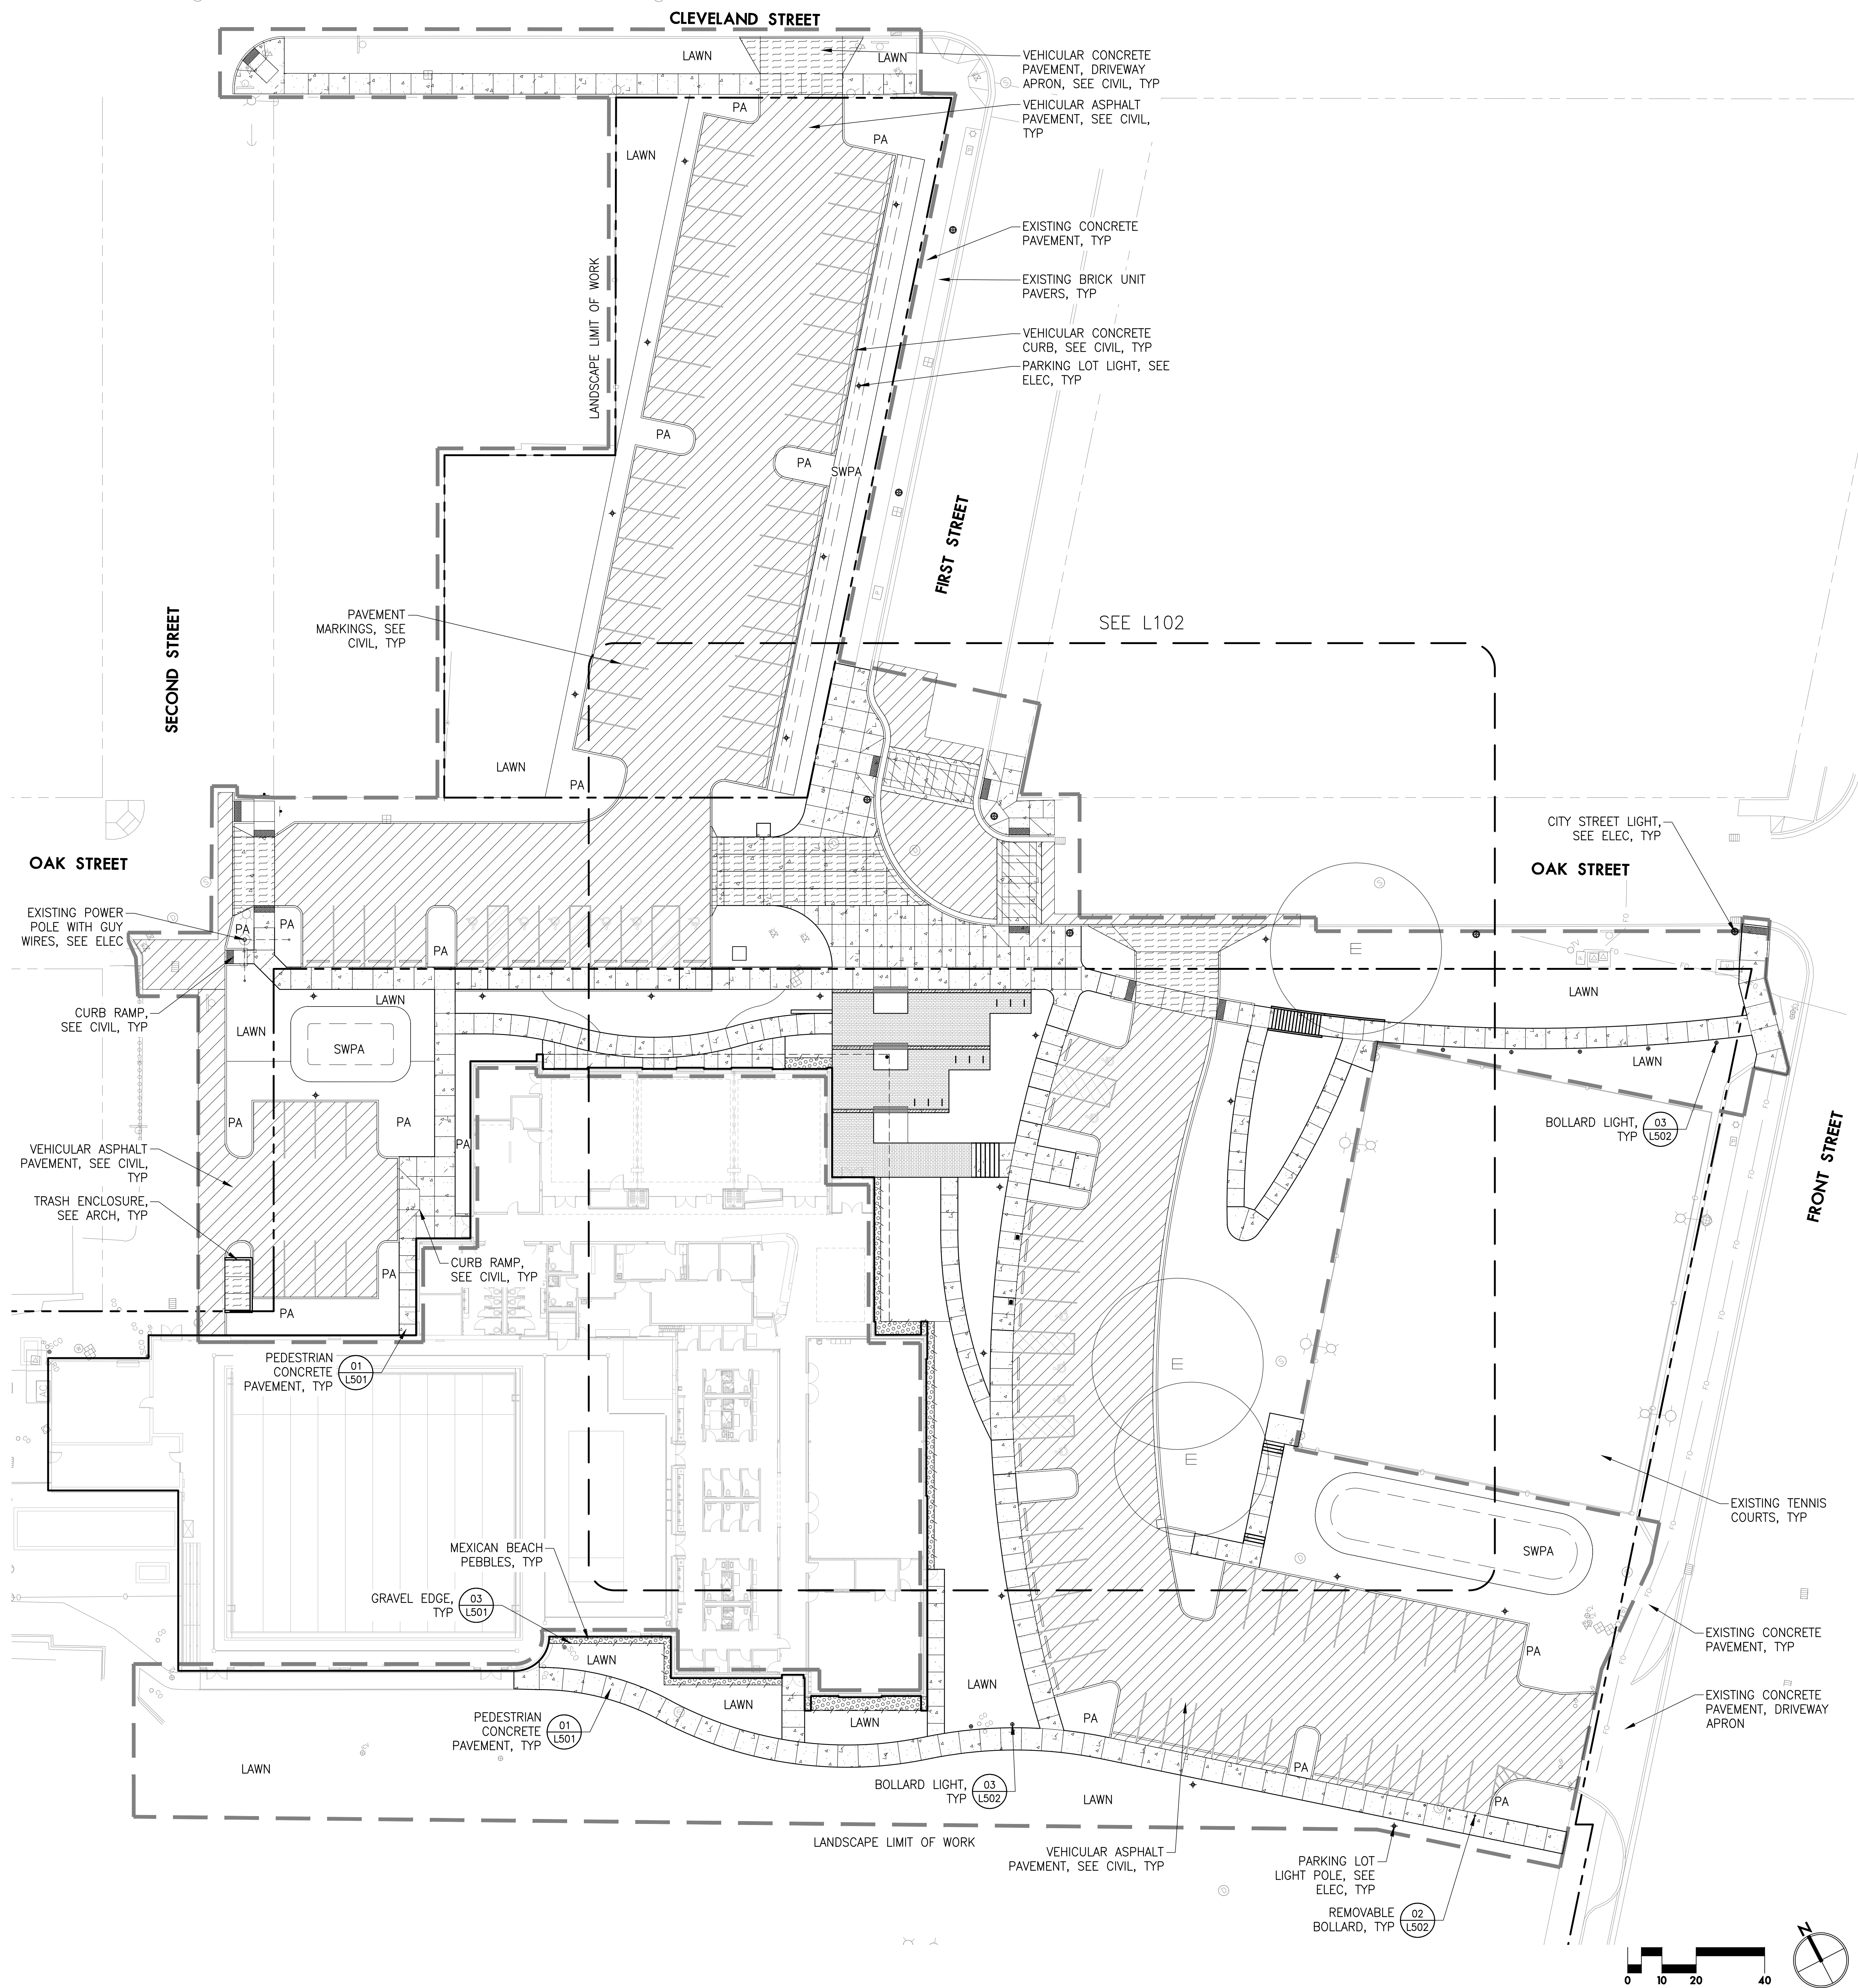 CLEVELAND STREET
LAWN
LAWN
VEHICULAR CONCRETE
PAVEMENT, DRIVEWAY
APRON, SEE CIVIL, TYP
PA
VEHICULAR ASPHALT
PAVEMENT, SEE CIVIL,
TYP
PA
LAWN
EXISTING CONCRETE
PAVEMENT, TYP
LANDSCAPE LIMIT OF WORK
EXISTING BRICK UNIT
PAVERS, TYP
VEHICULAR CONCRETE
CURB, SEE CIVIL, TYP
PARKING LOT LIGHT, SEE
ELEC, TYP
PA
PA
SWPA
FIRST STREET
SECOND STREET
PAVEMENT
MARKINGS, SEE
CIVIL, TYP
SEE L102
LAWN
PA
OAK STREET
CITY STREET LIGHT,
SEE ELEC, TYP
OAK STREET
EXISTING POWER
POLE WITH GUY
WIRES, SEE ELEC
PA
PA
PA
E
CURB RAMP,
SEE CIVIL, TYP
LAWN
LAWN
SWPA
LAWN
LAWN
PA
PA
PA
BOLLARD LIGHT,
TYP
03
L502
FRONT STREET
VEHICULAR ASPHALT
PAVEMENT, SEE CIVIL,
TYP
TRASH ENCLOSURE,
SEE ARCH, TYP
CURB RAMP,
SEE CIVIL, TYP
PA
PA
PEDESTRIAN
CONCRETE
PAVEMENT, TYP
01
L501
E
E
EXISTING TENNIS
COURTS, TYP
SWPA
MEXICAN BEACH
PEBBLES, TYP
GRAVEL EDGE,
TYP
03
L501
EXISTING CONCRETE
PAVEMENT, TYP
PA
LAWN
LAWN
LAWN
LAWN
PEDESTRIAN
CONCRETE
PAVEMENT, TYP
01
L501
PA
EXISTING CONCRETE
PAVEMENT, DRIVEWAY
APRON
LAWN
PA
BOLLARD LIGHT,
TYP
03
L502
LAWN
PA
LANDSCAPE LIMIT OF WORK
VEHICULAR ASPHALT
PAVEMENT, SEE CIVIL, TYP
PARKING LOT
LIGHT POLE, SEE
ELEC, TYP
REMOVABLE
BOLLARD, TYP
02
L502
N
0 10 20 40